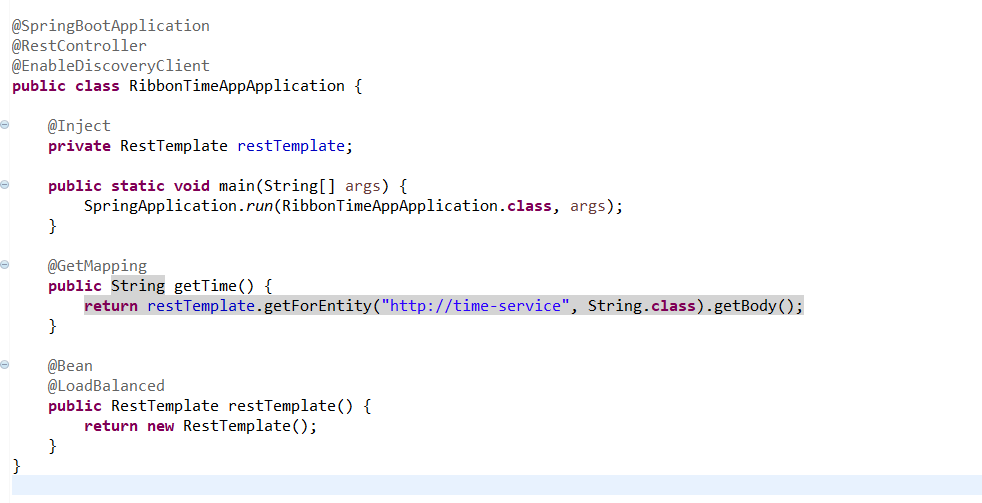 @SpringBootApplication
@RestController
@EnableDiscoveryClient
public class RibbonTimeAppApplication {
@Inject
private RestTemplate restTemplate;
public static void main(String[] args) {
SpringApplication.run(RibbonTimeAppApplication.class, args);
}
@GetMapping
public String getTime() {
return restTemplate.getForEntity("http://time-service", String.class).getBody();
}
@Bean
@LoadBalanced
public RestTemplate restTemplate() {
return new RestTemplate();
}
}